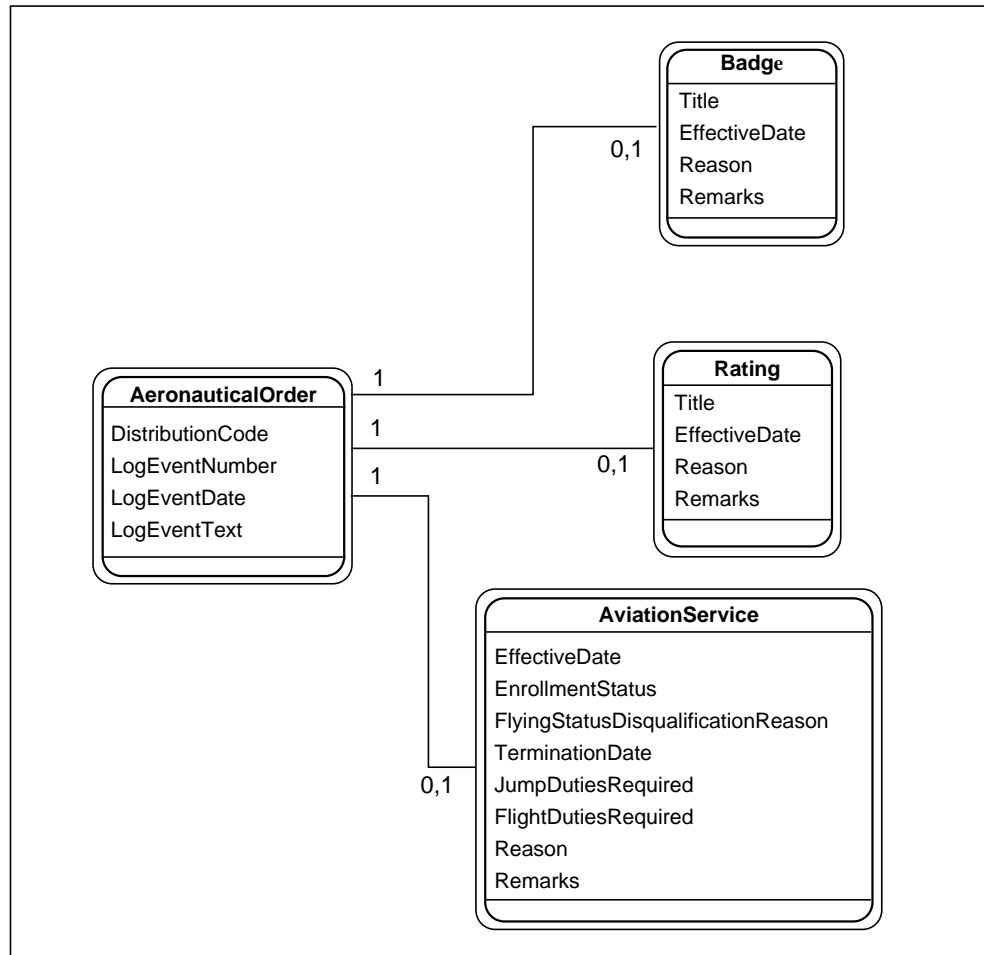 Badge
Title
EffectiveDate
Reason
Remarks
0,1
1
AeronauticalOrder
DistributionCode
LogEventNumber
LogEventDate
LogEventText
1
0,1
Rating
Title
EffectiveDate
Reason
Remarks
1
0,1
AviationService
EffectiveDate
EnrollmentStatus
FlyingStatusDisqualificationReason
TerminationDate
JumpDutiesRequired
FlightDutiesRequired
Reason
Remarks